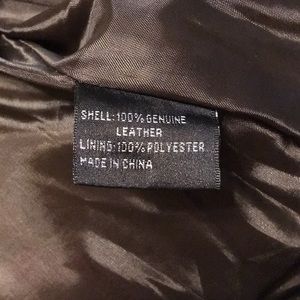 SHELL:100% GENUINE
LEATHER
LINING:100% POLYESTER
MADE IN CHINA